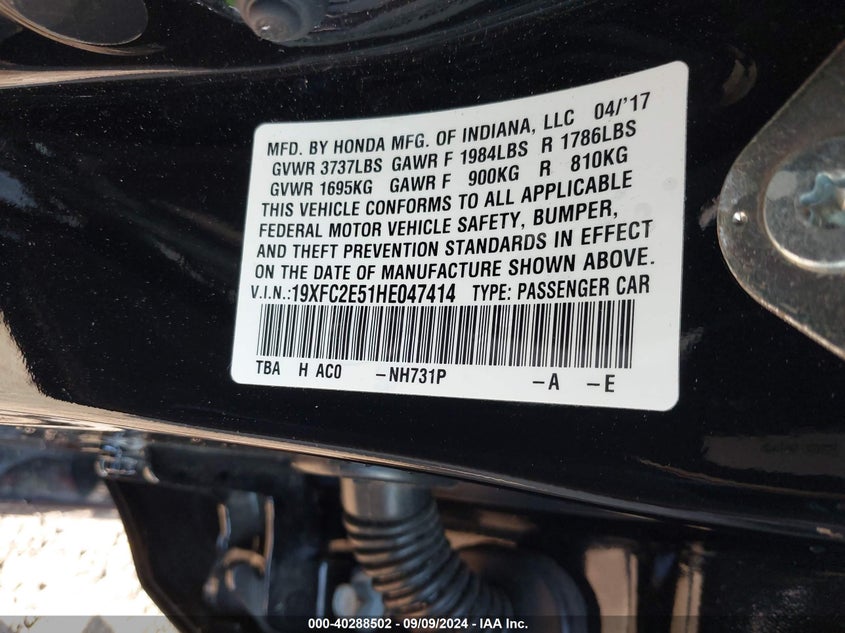 MFD. BY HONDA MFG. OF INDIANA, LLC 04/'17
GVWR 3737LBS GAWR F 1984LBS R 1786LBS
GVWR 1695KG GAWR F 900KG R 810KG
THIS VEHICLE CONFORMS TO ALL APPLICABLE
FEDERAL MOTOR VEHICLE SAFETY, BUMPER,
AND THEFT PREVENTION STANDARDS IN EFFECT
ON THE DATE OF MANUFACTURE SHOWN ABOVE.
V.I.N.:19XFC2E51HE047414 TYPE: PASSENGER CAR
TBA H AC0 -NH731P -A -E
000-40288502 - 09/09/2024 - IAA Inc.